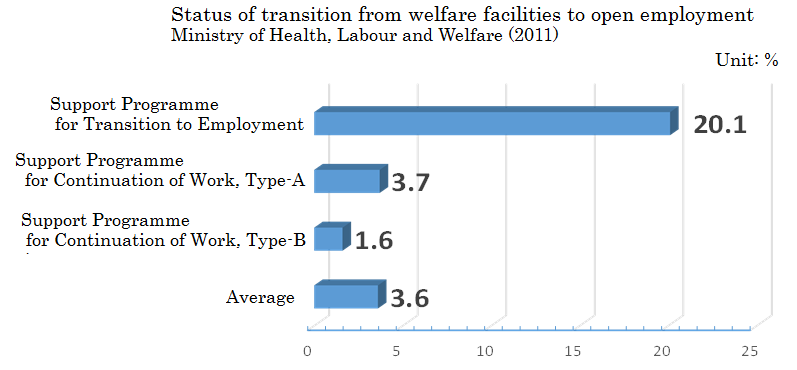 Status of transition from welfare facilities to open employment
Ministry of Health, Labour and Welfare (2011)
Unit: %
Support Programme
for Transition to Employment
20.1
Support Programme
for Continuation of Work, Type-A
3.7
Support Programme
for Continuation of Work, Type-B
1.6
Average
3.6
0 5 10 15 20 25